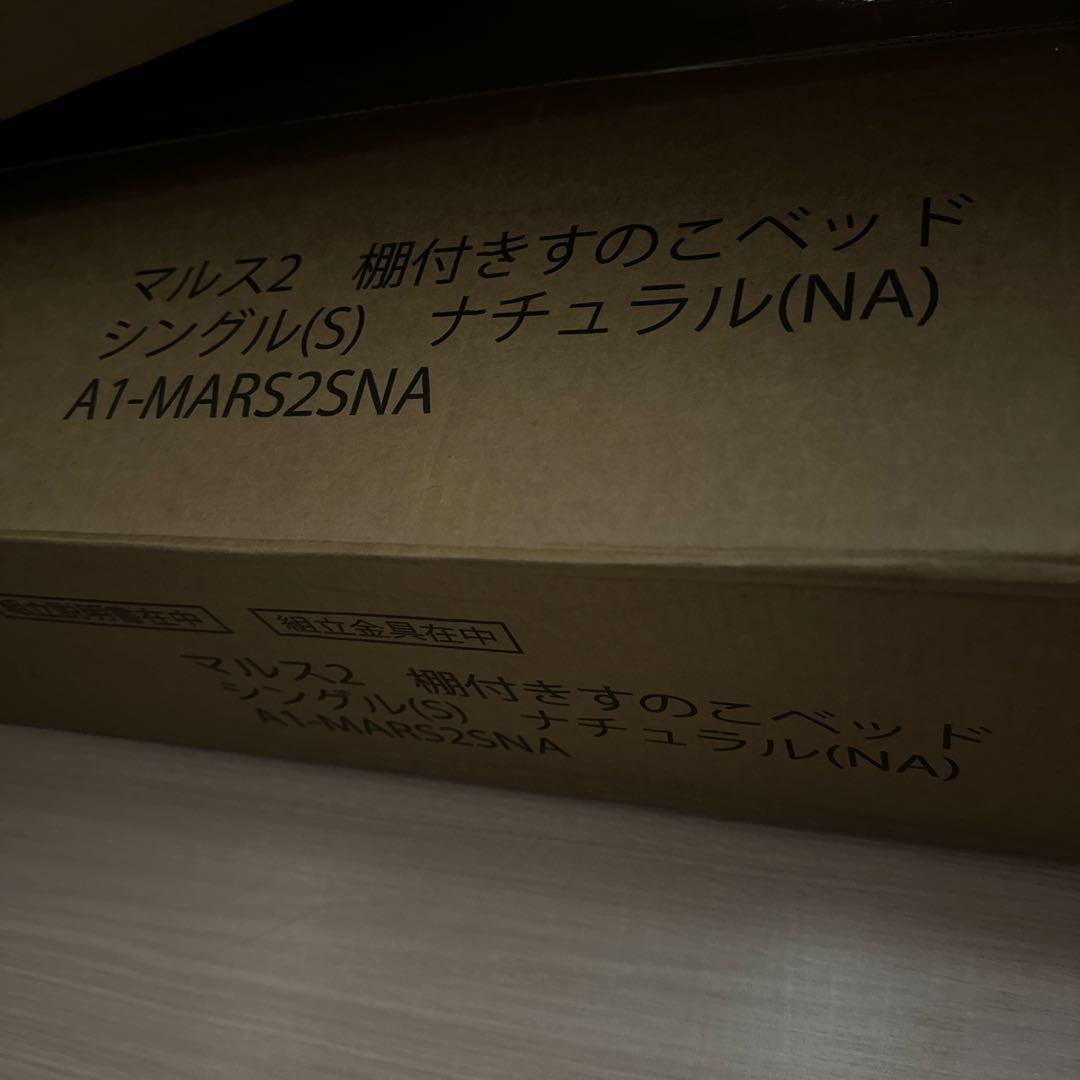 マルス2　棚付きすのこベッド
シングル(S)　ナチュラル(NA)
A1-MARS2SNA
組立説明書在中　組立金具在中
マルス2　棚付きすのこベッド
シングル(S)　ナチュラル(NA)
A1-MARS2SNA